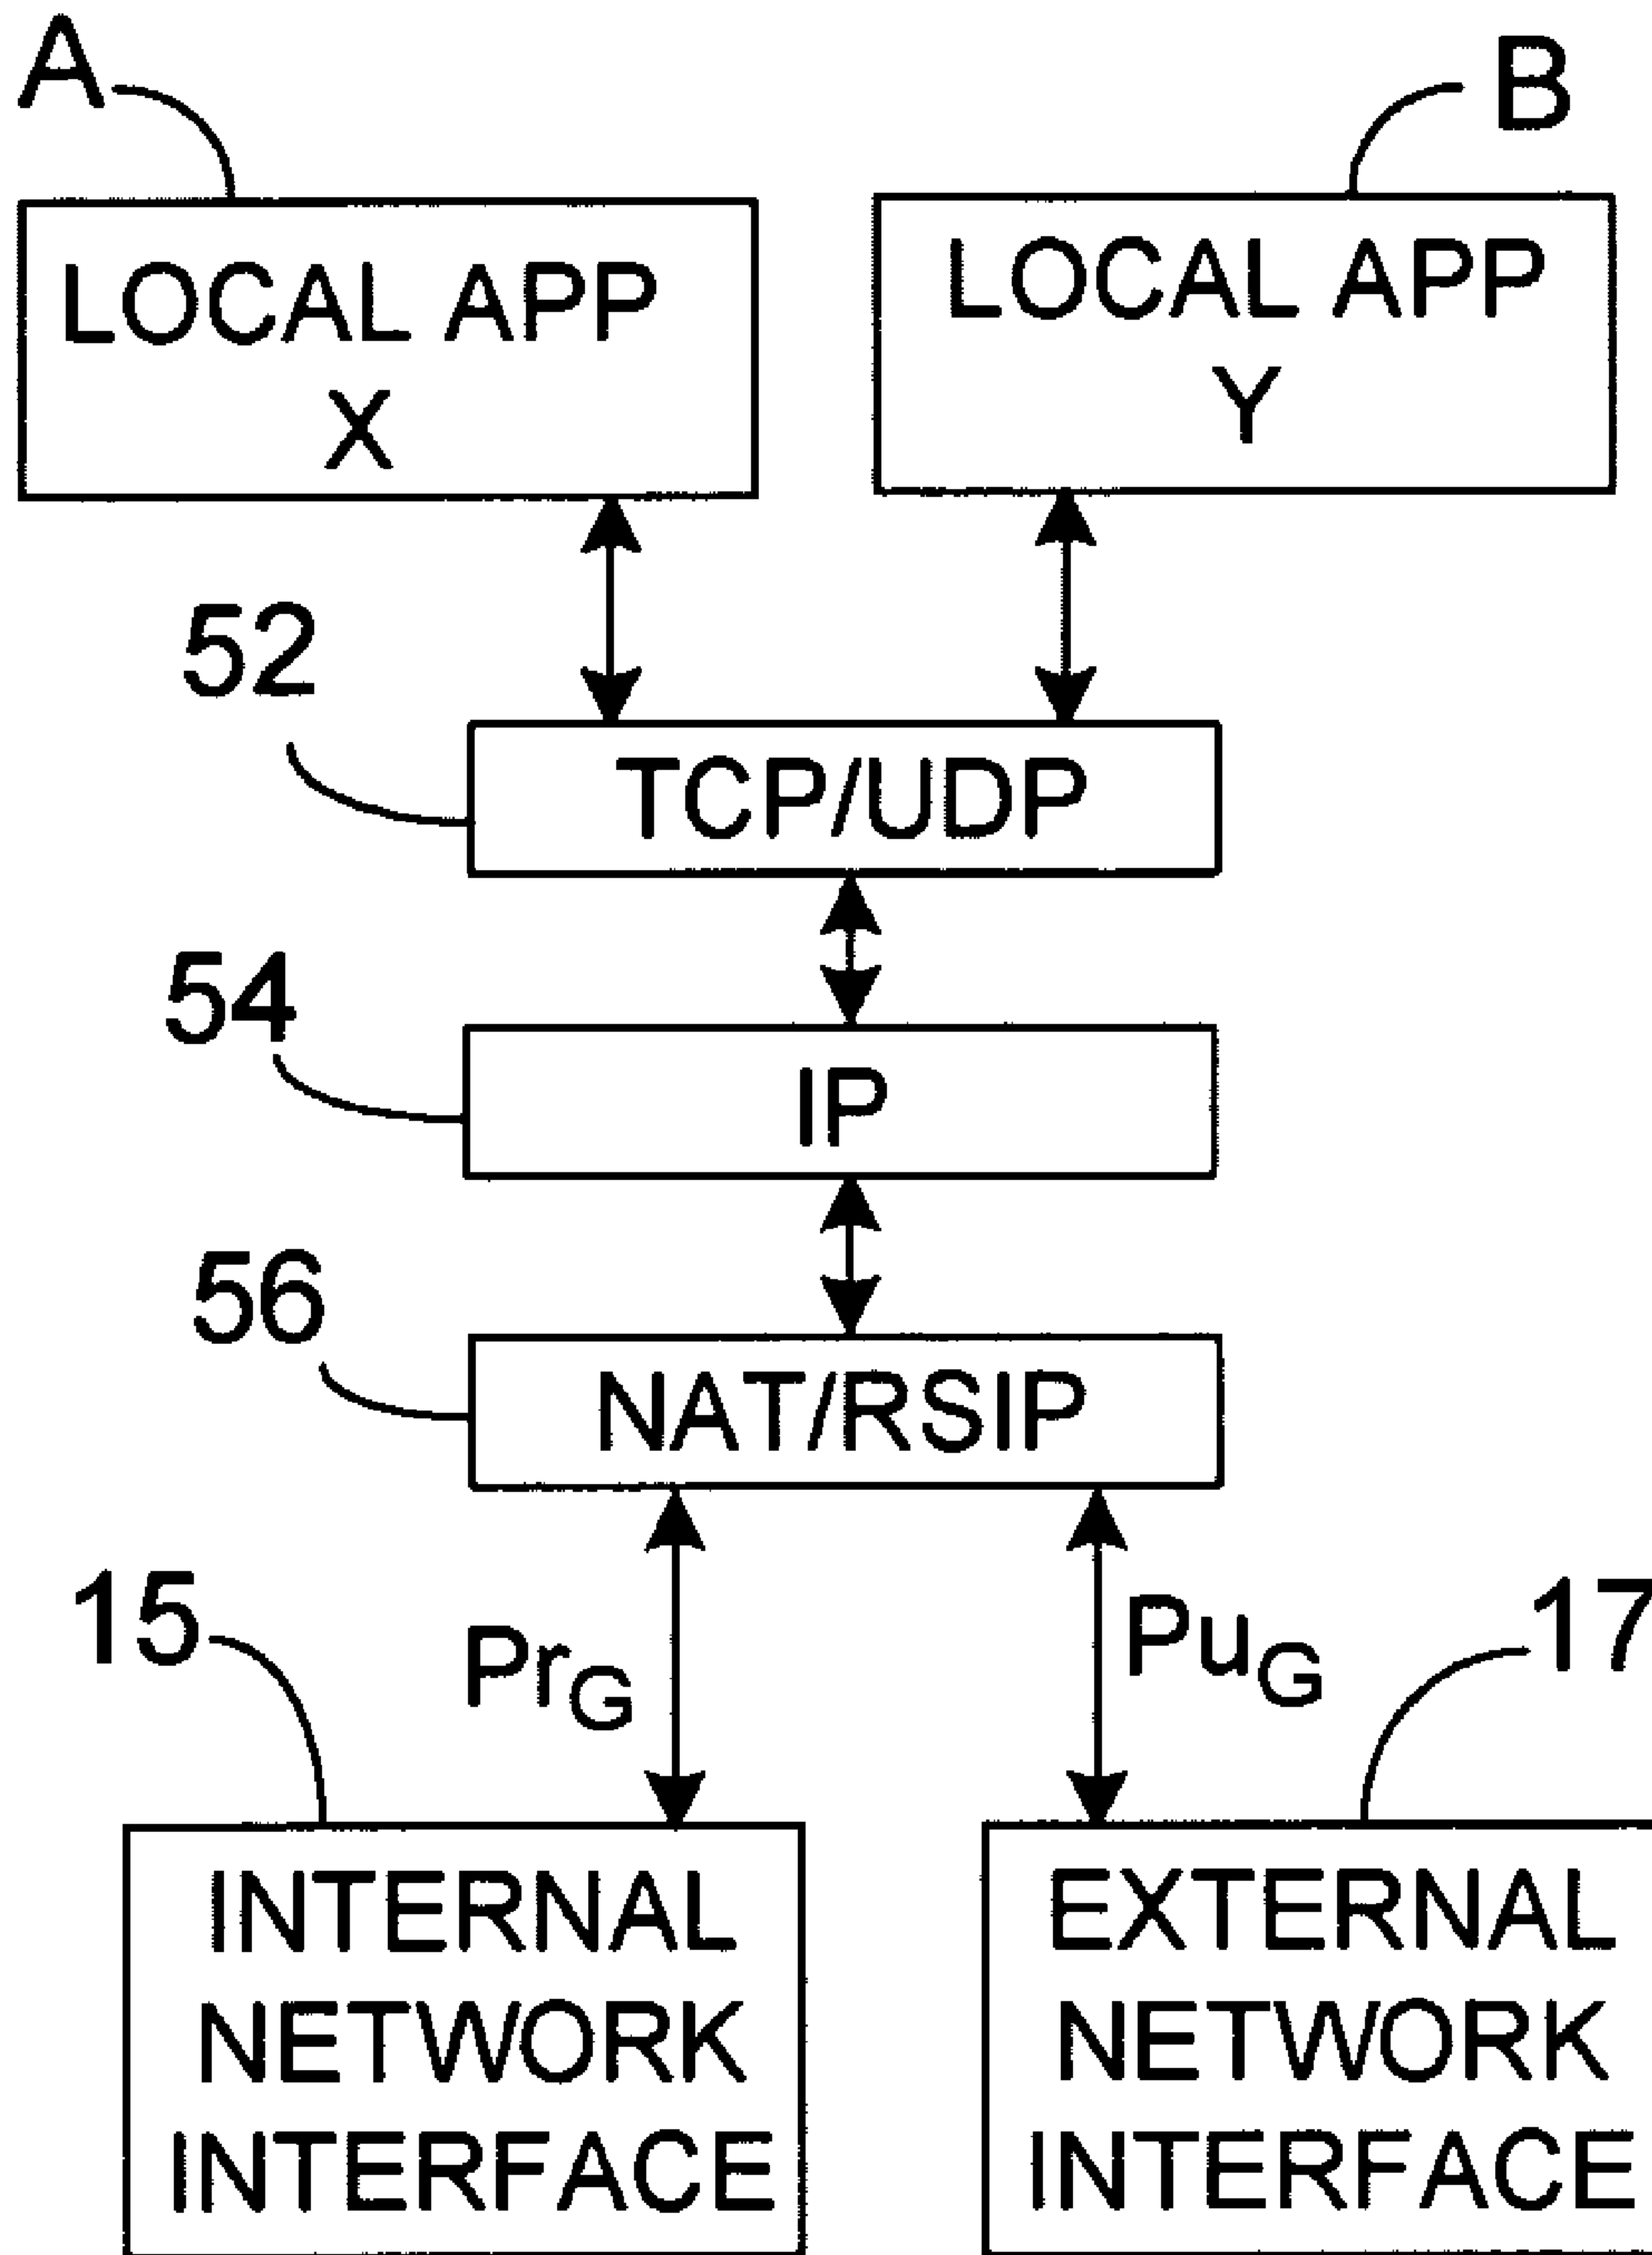 A
B
LOCAL APP
X
LOCAL APP
Y
52
TCP/UDP
54
IP
56
NAT/RSIP
15
PrG
PuG
17
INTERNAL
NETWORK
INTERFACE
EXTERNAL
NETWORK
INTERFACE